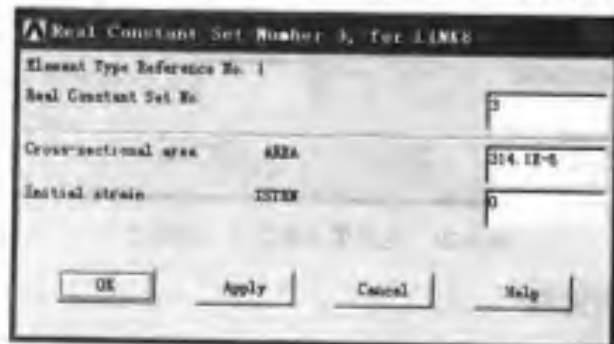 Real Constant Set Number 3, for LINK8
Element Type Reference No. 1
Real Constant Set No.
3
Cross-sectional area AREA
314.1E-6
Initial strain ISTRN
0
OK Apply Cancel Help